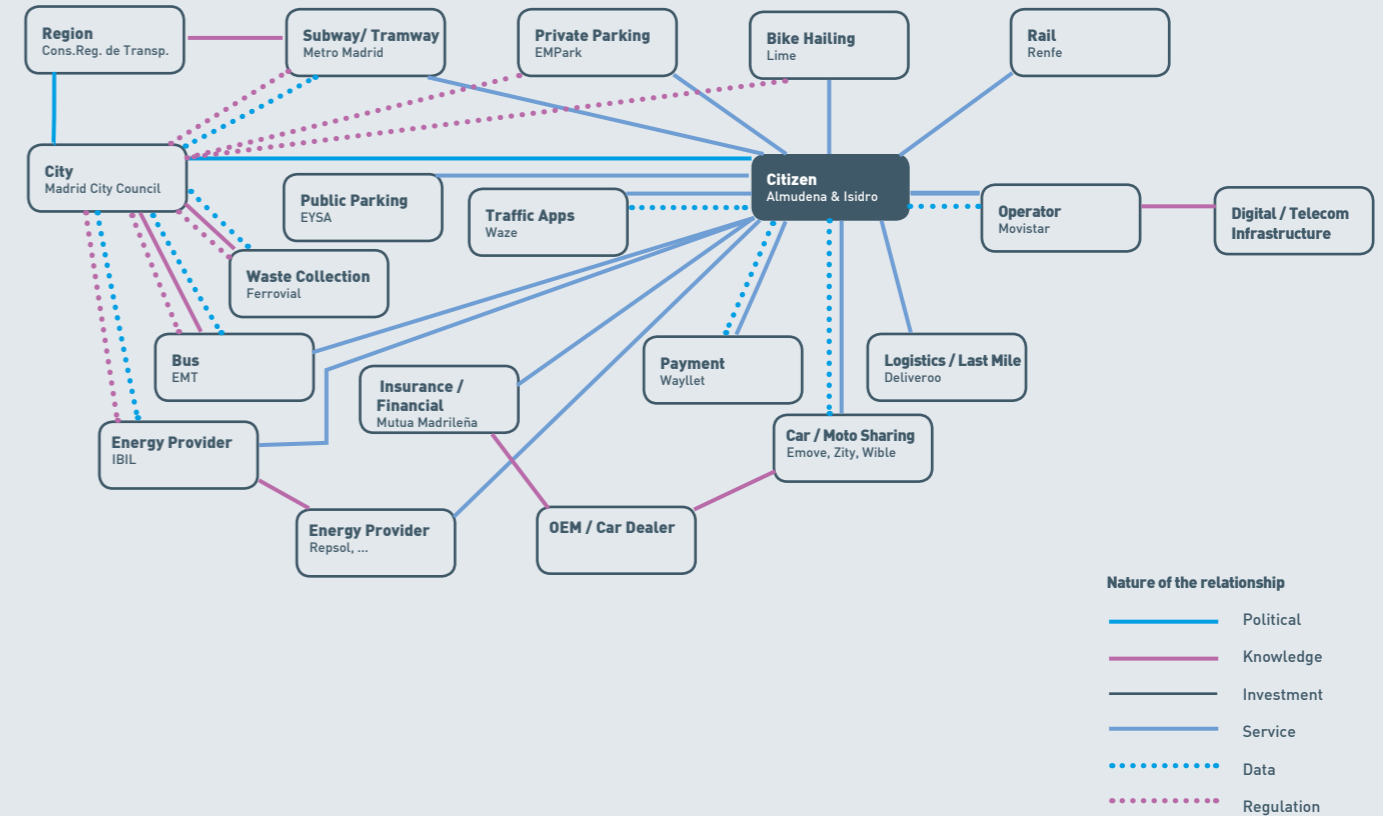 Region
Cons.Reg. de Transp.
Subway/ Tramway
Metro Madrid
Private Parking
EMPark
Bike Hailing
Lime
Rail
Renfe
City
Madrid City Council
Public Parking
EYSA
Traffic Apps
Waze
Citizen
Almudena & Isidro
Operator
Movistar
Digital / Telecom
Infrastructure
Waste Collection
Ferrovial
Bus
EMT
Insurance /
Financial
Mutua Madrileña
Payment
Wayllet
Logistics / Last Mile
Deliveroo
Energy Provider
IBIL
Car / Moto Sharing
Emove, Zity, Wible
Energy Provider
Repsol, ...
OEM / Car Dealer
Nature of the relationship
Political
Knowledge
Investment
Service
Data
Regulation